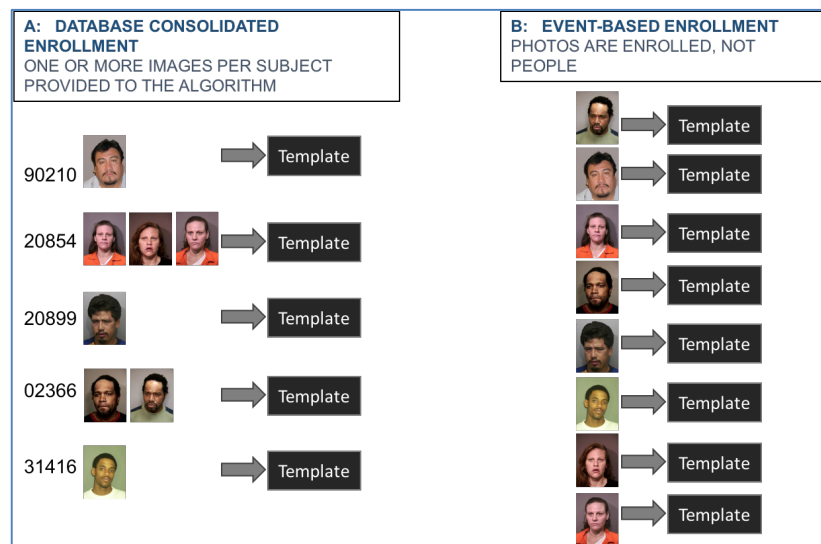 A: DATABASE CONSOLIDATED
ENROLLMENT
ONE OR MORE IMAGES PER SUBJECT
PROVIDED TO THE ALGORITHM
90210
Template
20854
Template
20899
Template
02366
Template
31416
Template
B: EVENT-BASED ENROLLMENT
PHOTOS ARE ENROLLED, NOT
PEOPLE
Template
Template
Template
Template
Template
Template
Template
Template